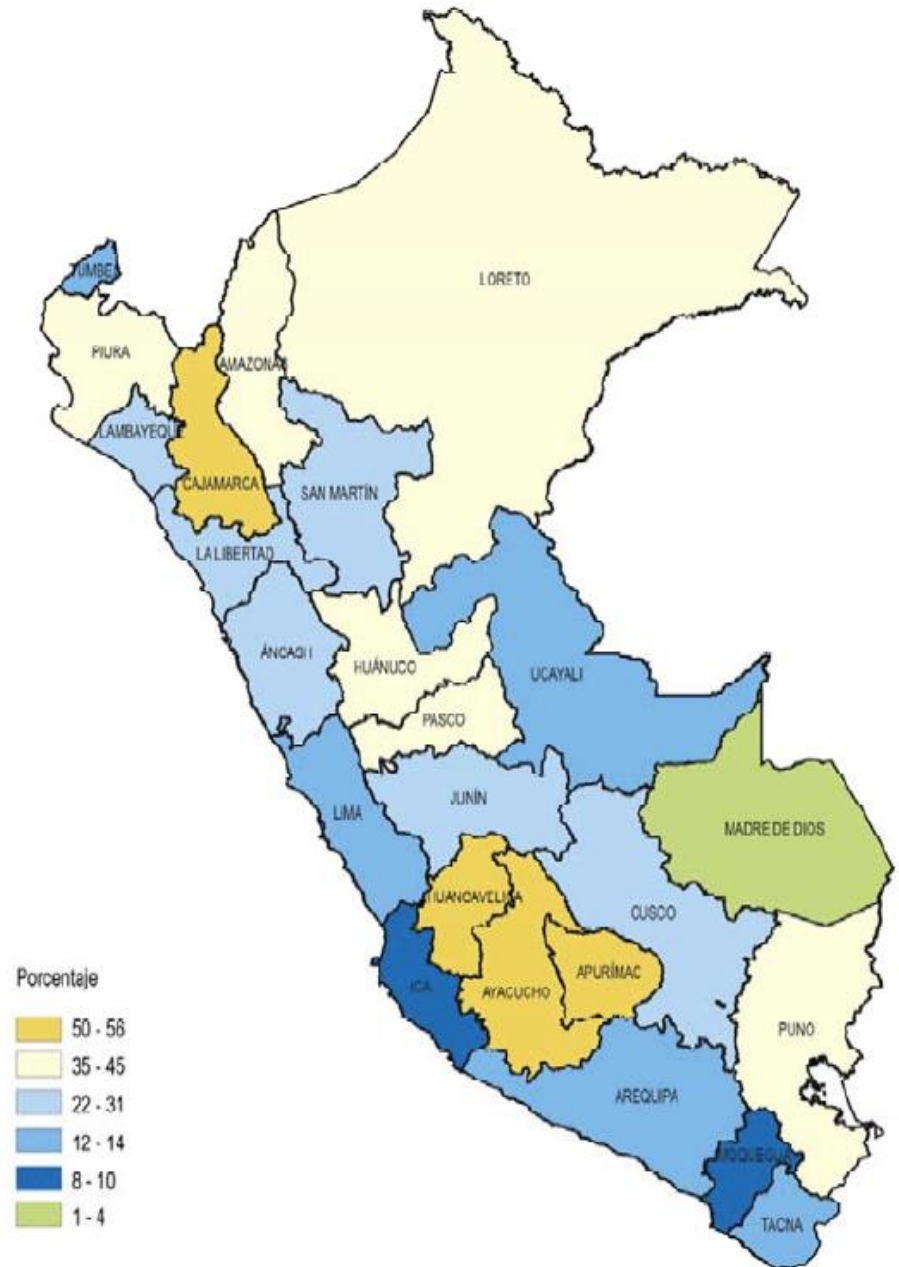 LORETO
TUMBE
PIURA
AMAZONAS
LAMBAYEQUE
CAJAMARCA
SAN MARTÍN
LA LIBERTAD
ÁNCASH
HUÁNUCO
UCAYALI
PASCO
JUNÍN
LIMA
MADRE DE DIOS
HUANCAVELICA
CUSCO
ICA
AYACUCHO
APURÍMAC
PUNO
AREQUIPA
MOQUEGUA
TACNA
Porcentaje
50 - 56
35 - 45
22 - 31
12 - 14
8 - 10
1 - 4